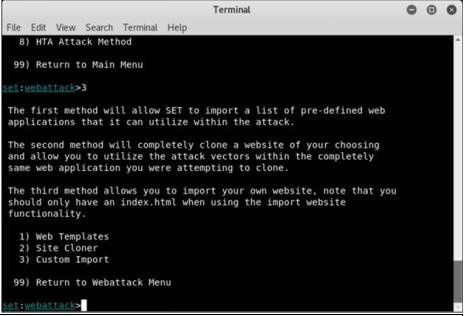 Terminal
File Edit View Search Terminal Help
8) HTA Attack Method
99) Return to Main Menu
set:webattack>3
The first method will allow SET to import a list of pre-defined web
applications that it can utilize within the attack.
The second method will completely clone a website of your choosing
and allow you to utilize the attack vectors within the completely
same web application you were attempting to clone.
The third method allows you to import your own website, note that you
should only have an index.html when using the import website
functionality.
1) Web Templates
2) Site Cloner
3) Custom Import
99) Return to Webattack Menu
set:webattack>